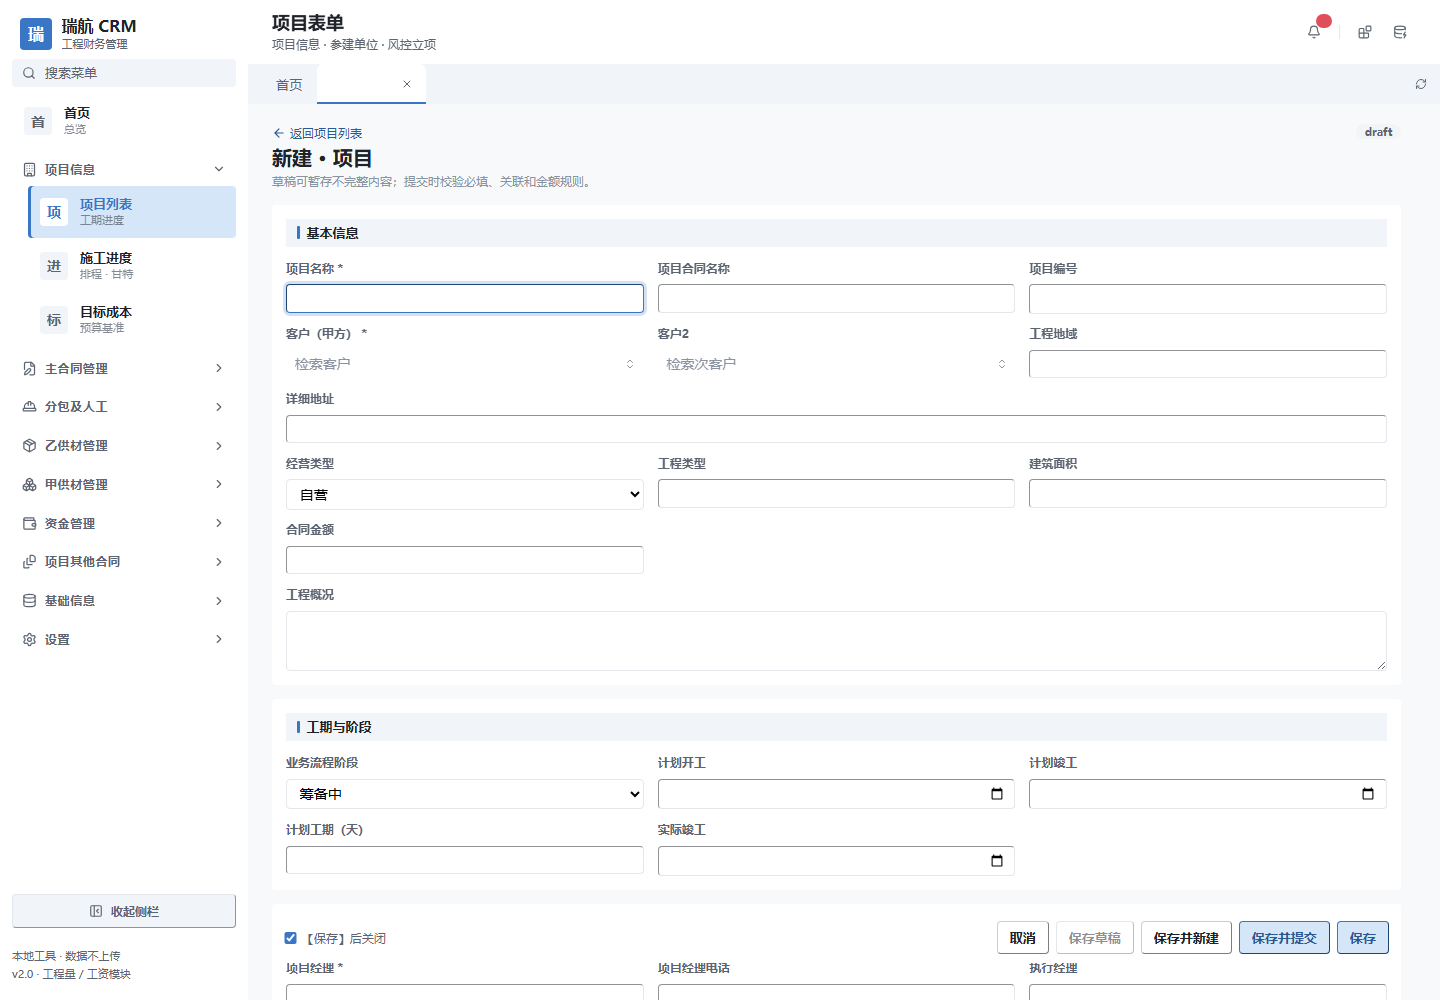 瑞
瑞航 CRM
工程财务管理
搜索菜单
首
首页
总览
项目信息
项
项目列表
工期进度
进
施工进度
排程 · 甘特
标
目标成本
预算基准
主合同管理
分包及人工
乙供材管理
甲供材管理
资金管理
项目其他合同
基础信息
设置
收起侧栏
本地工具 · 数据不上传
v2.0 · 工程量 / 工资模块
项目表单
项目信息 · 参建单位 · 风控立项
首页
返回项目列表
draft
新建 · 项目
草稿可暂存不完整内容；提交时校验必填、关联和金额规则。
基本信息
项目名称 * 项目合同名称 项目编号
客户（甲方） * 客户2 工程地域
检索客户 检索次客户
详细地址
经营类型 工程类型 建筑面积
自营
合同金额
工程概况
工期与阶段
业务流程阶段 计划开工 计划竣工
筹备中
计划工期（天） 实际竣工
【保存】后关闭
取消 保存草稿 保存并新建 保存并提交 保存
项目经理 * 项目经理电话 执行经理